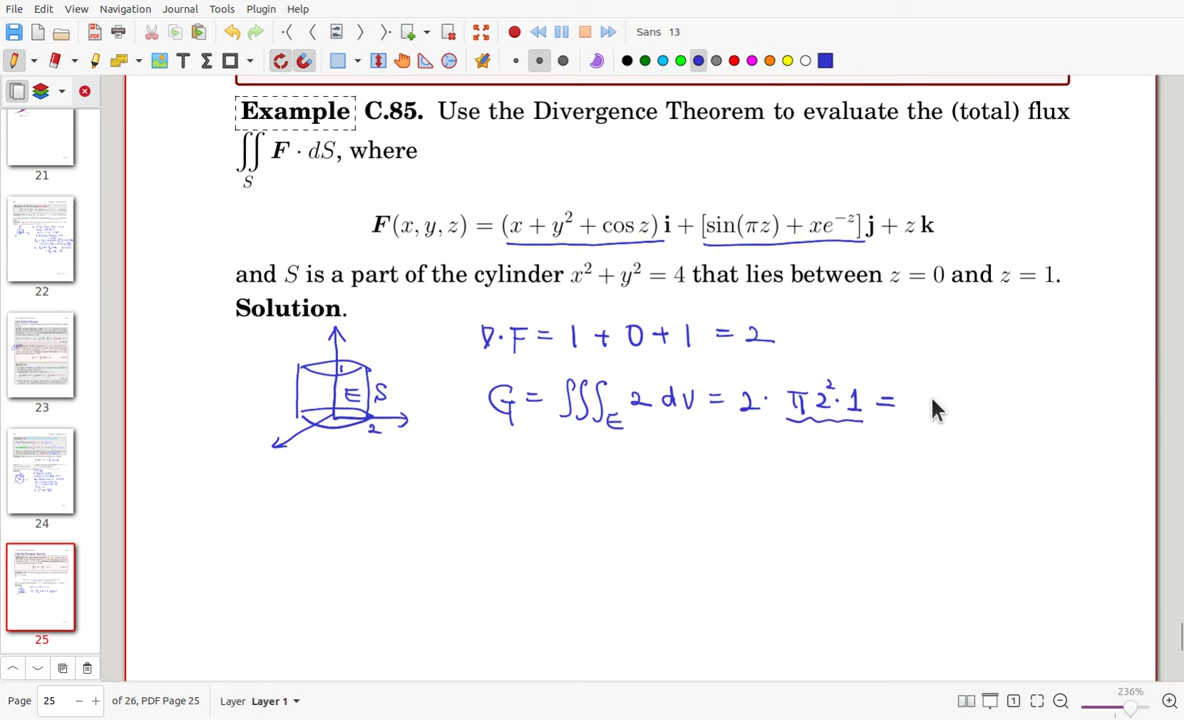 File Edit View Navigation Journal Tools Plugin Help
Sans 13
Example C.85. Use the Divergence Theorem to evaluate the (total) flux
∬_S F · dS, where
F(x, y, z) = (x + y² + cos z) i + [sin(πz) + xe^{−z}] j + z k
and S is a part of the cylinder x² + y² = 4 that lies between z = 0 and z = 1.
Solution.
∇·F = 1 + 0 + 1 = 2
1
E S
2
G = ∭_E 2 dV = 2 · π2²·1 =
21
22
23
24
25
Page 25 − + of 26, PDF Page 25 Layer Layer 1
236%